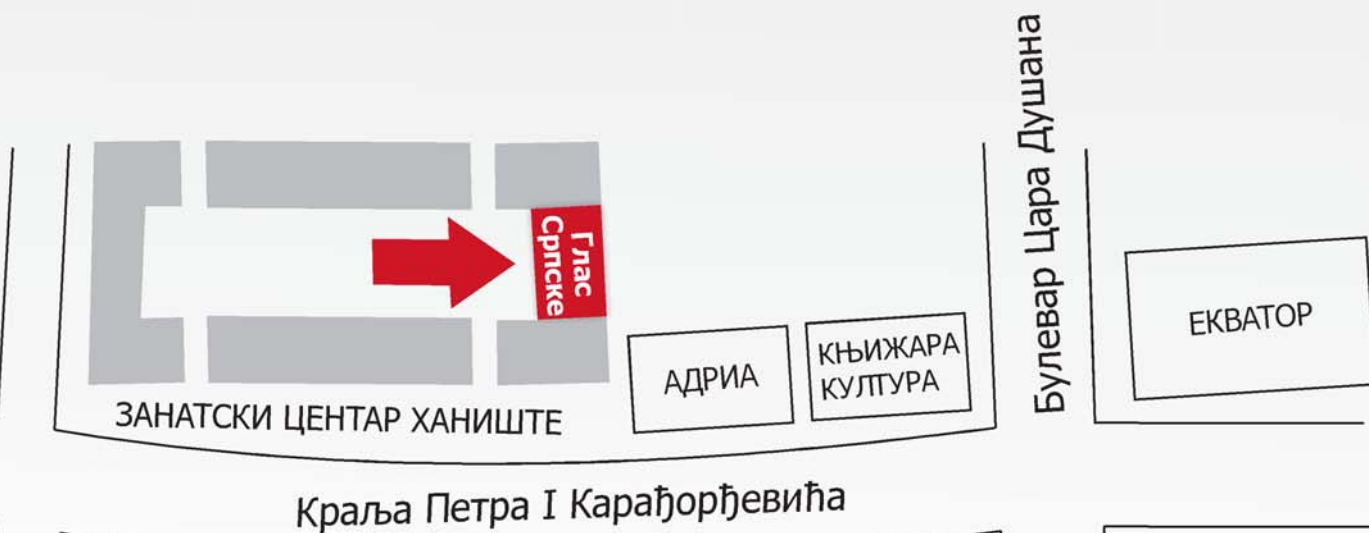 Булевар Цара Душана
Глас
Српске
ЕКВАТОР
КЊИЖАРА
КУЛТУРА
АДРИА
ЗАНАТСКИ ЦЕНТАР ХАНИШТЕ
Краља Петра I Карађорђевића